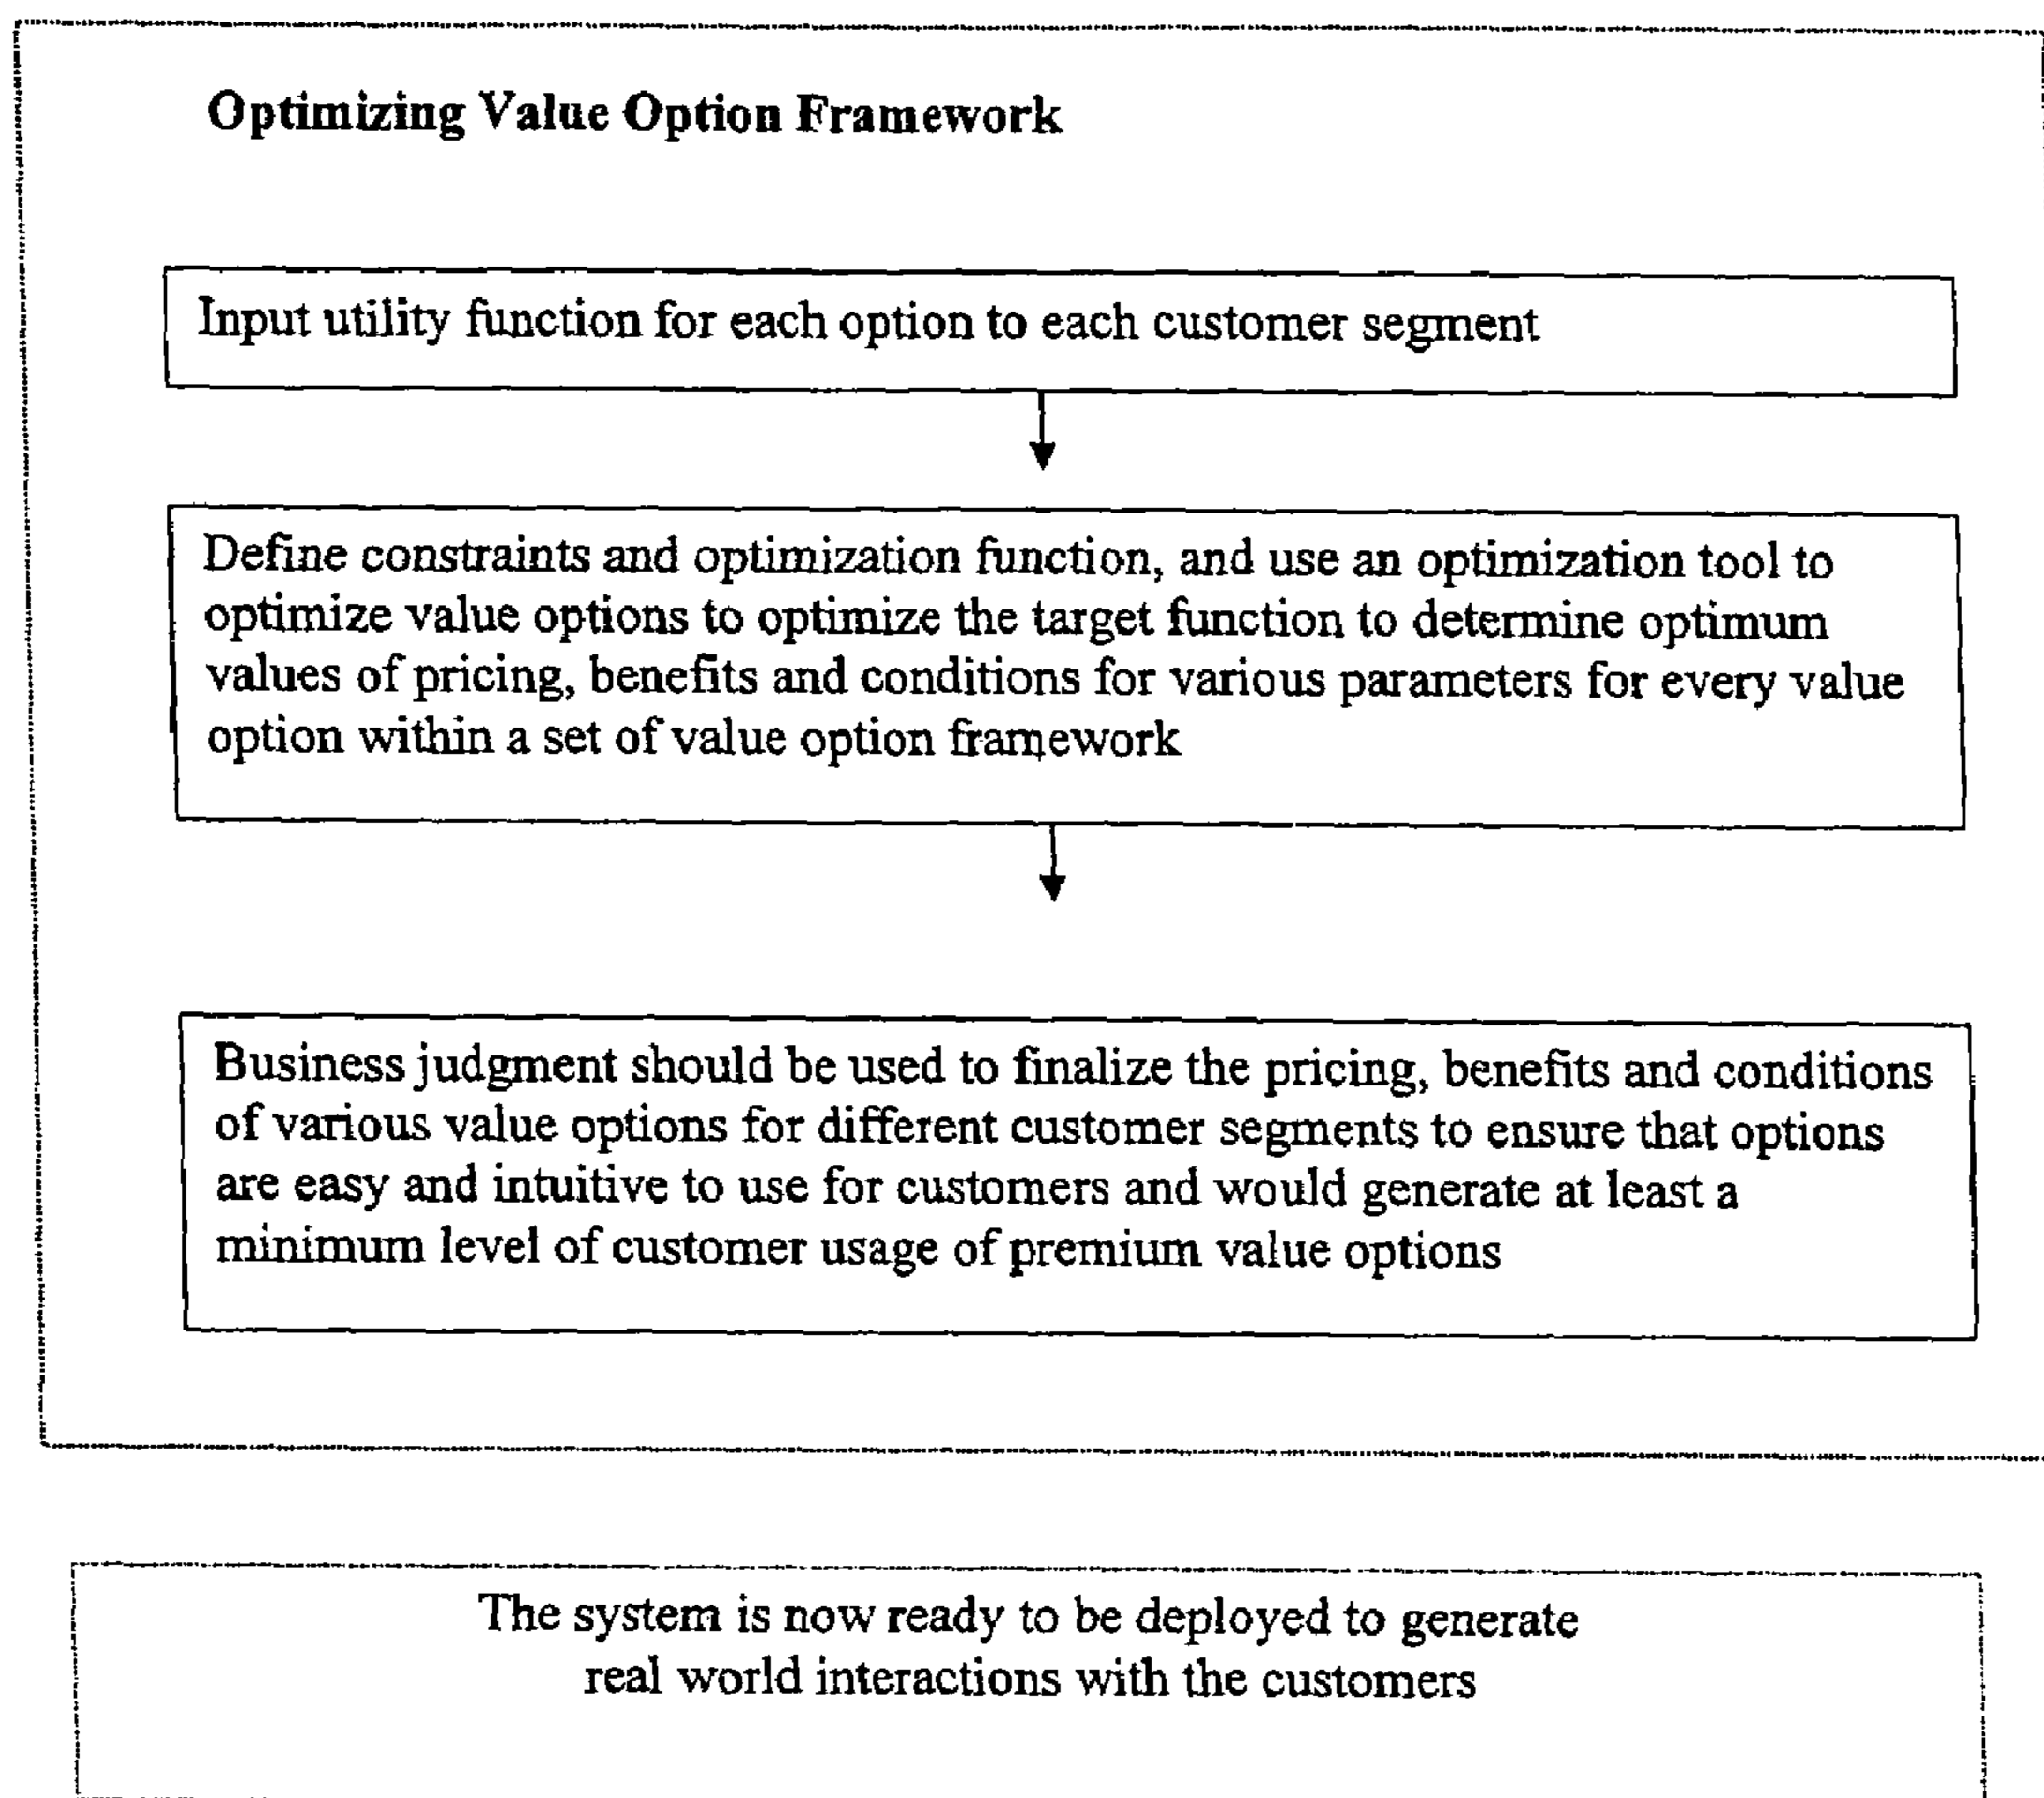 Optimizing Value Option Framework
Input utility function for each option to each customer segment
Define constraints and optimization function, and use an optimization tool to
optimize value options to optimize the target function to determine optimum
values of pricing, benefits and conditions for various parameters for every value
option within a set of value option framework
Business judgment should be used to finalize the pricing, benefits and conditions
of various value options for different customer segments to ensure that options
are easy and intuitive to use for customers and would generate at least a
minimum level of customer usage of premium value options
The system is now ready to be deployed to generate
real world interactions with the customers